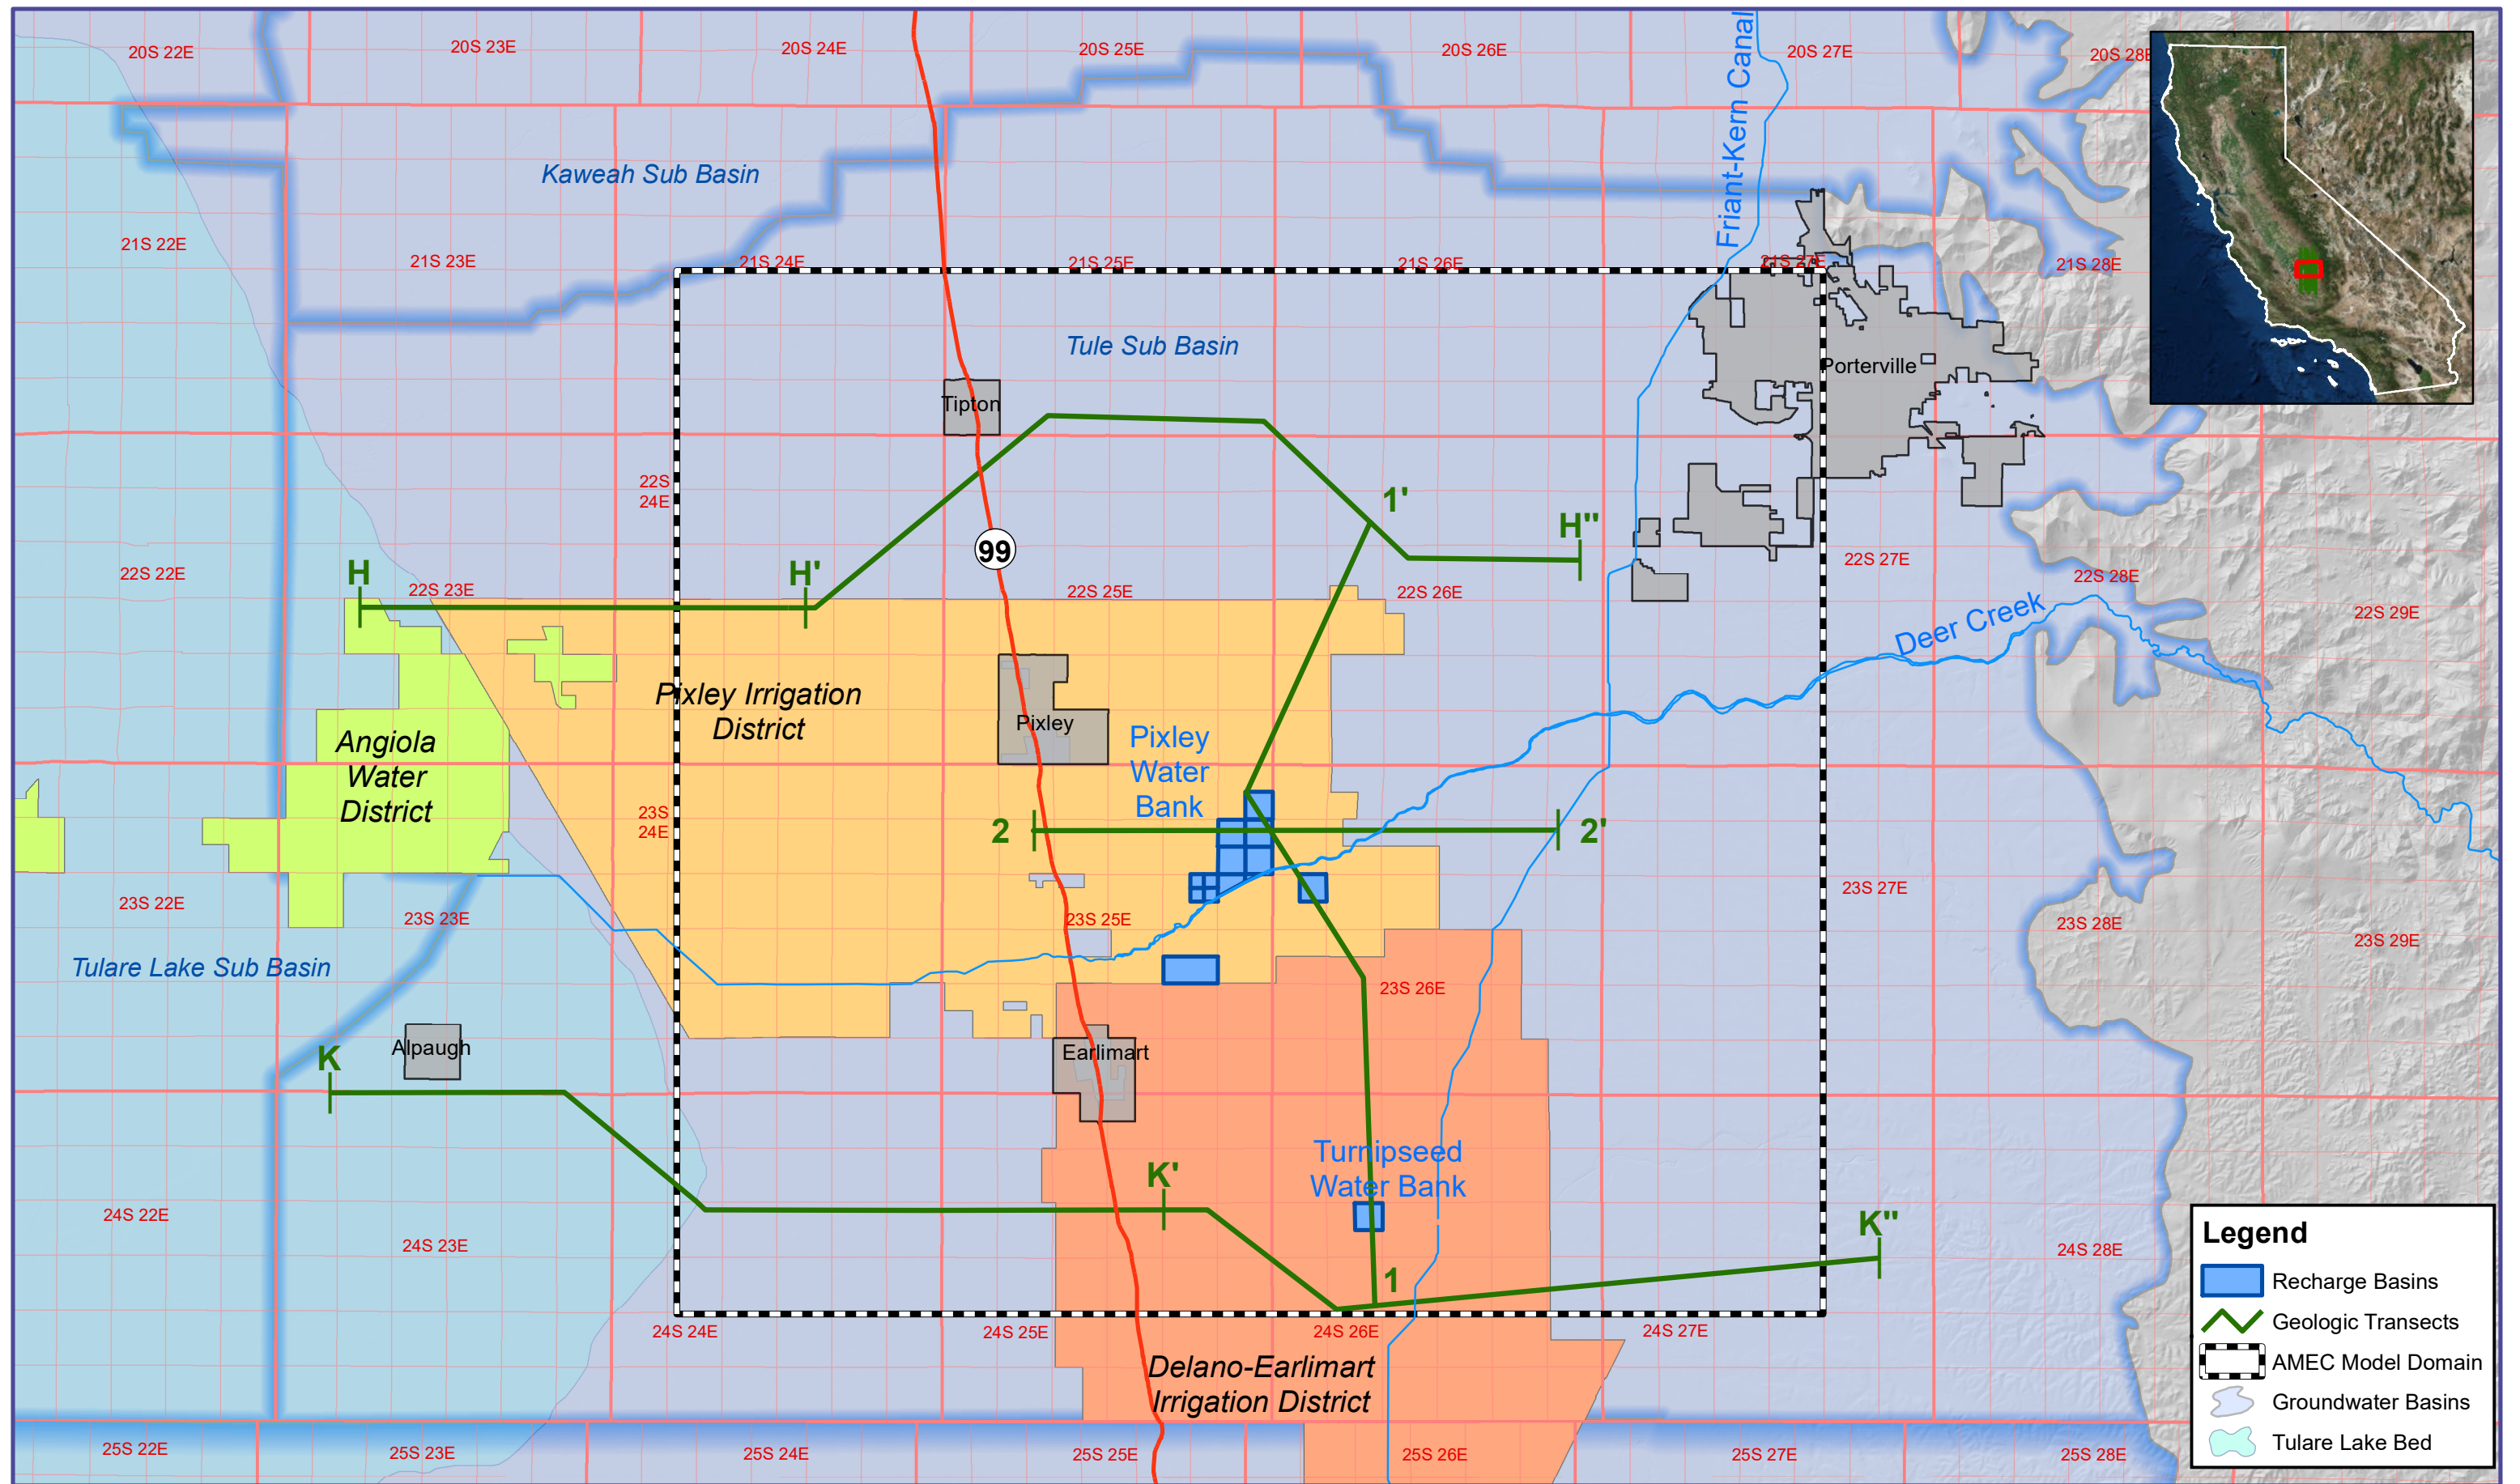 20S 22E
20S 23E
20S 24E
20S 25E
20S 26E
20S 27E
20S 28E
Friant-Kern Canal
Kaweah Sub Basin
21S 22E
21S 23E
21S 24E
21S 25E
21S 26E
21S 27E
21S 28E
Tule Sub Basin
Porterville
Tipton
22S
24E
1'
H"
99
H
H'
22S 22E
22S 23E
22S 25E
22S 26E
22S 27E
22S 28E
22S 29E
Deer Creek
Pixley Irrigation
District
Pixley
Pixley
Water
Bank
Angiola
Water
District
23S
24E
2
2'
23S 22E
23S 23E
23S 25E
23S 27E
23S 28E
23S 29E
Tulare Lake Sub Basin
23S 26E
Alpaugh
Earlimart
K
Turnipseed
Water Bank
K'
K"
24S 22E
24S 23E
24S 28E
1
24S 24E
24S 25E
24S 26E
24S 27E
Delano-Earlimart
Irrigation District
25S 22E
25S 23E
25S 24E
25S 25E
25S 26E
25S 27E
25S 28E
Legend
Recharge Basins
Geologic Transects
AMEC Model Domain
Groundwater Basins
Tulare Lake Bed